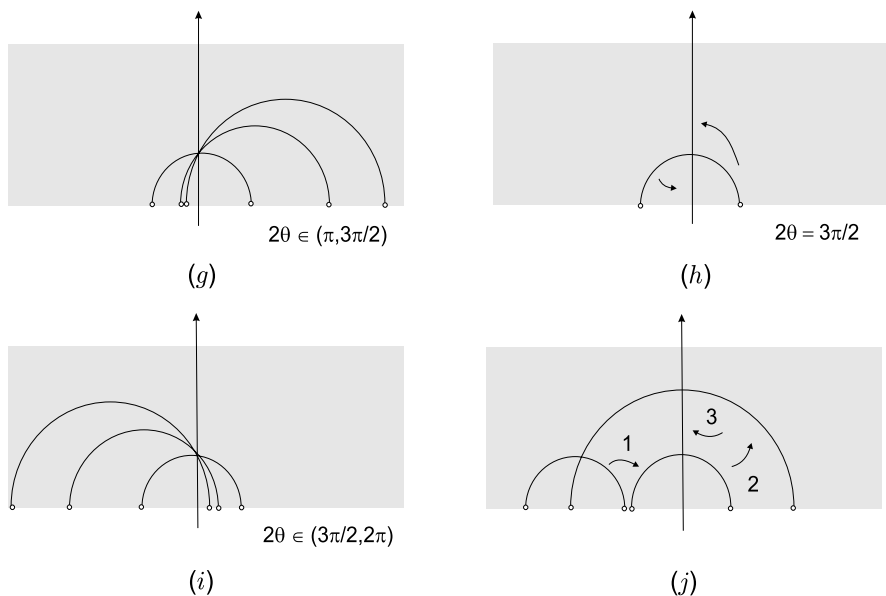 2θ ∈ (π,3π/2)
(g)
2θ = 3π/2
(h)
2θ ∈ (3π/2,2π)
(i)
1
3
2
(j)